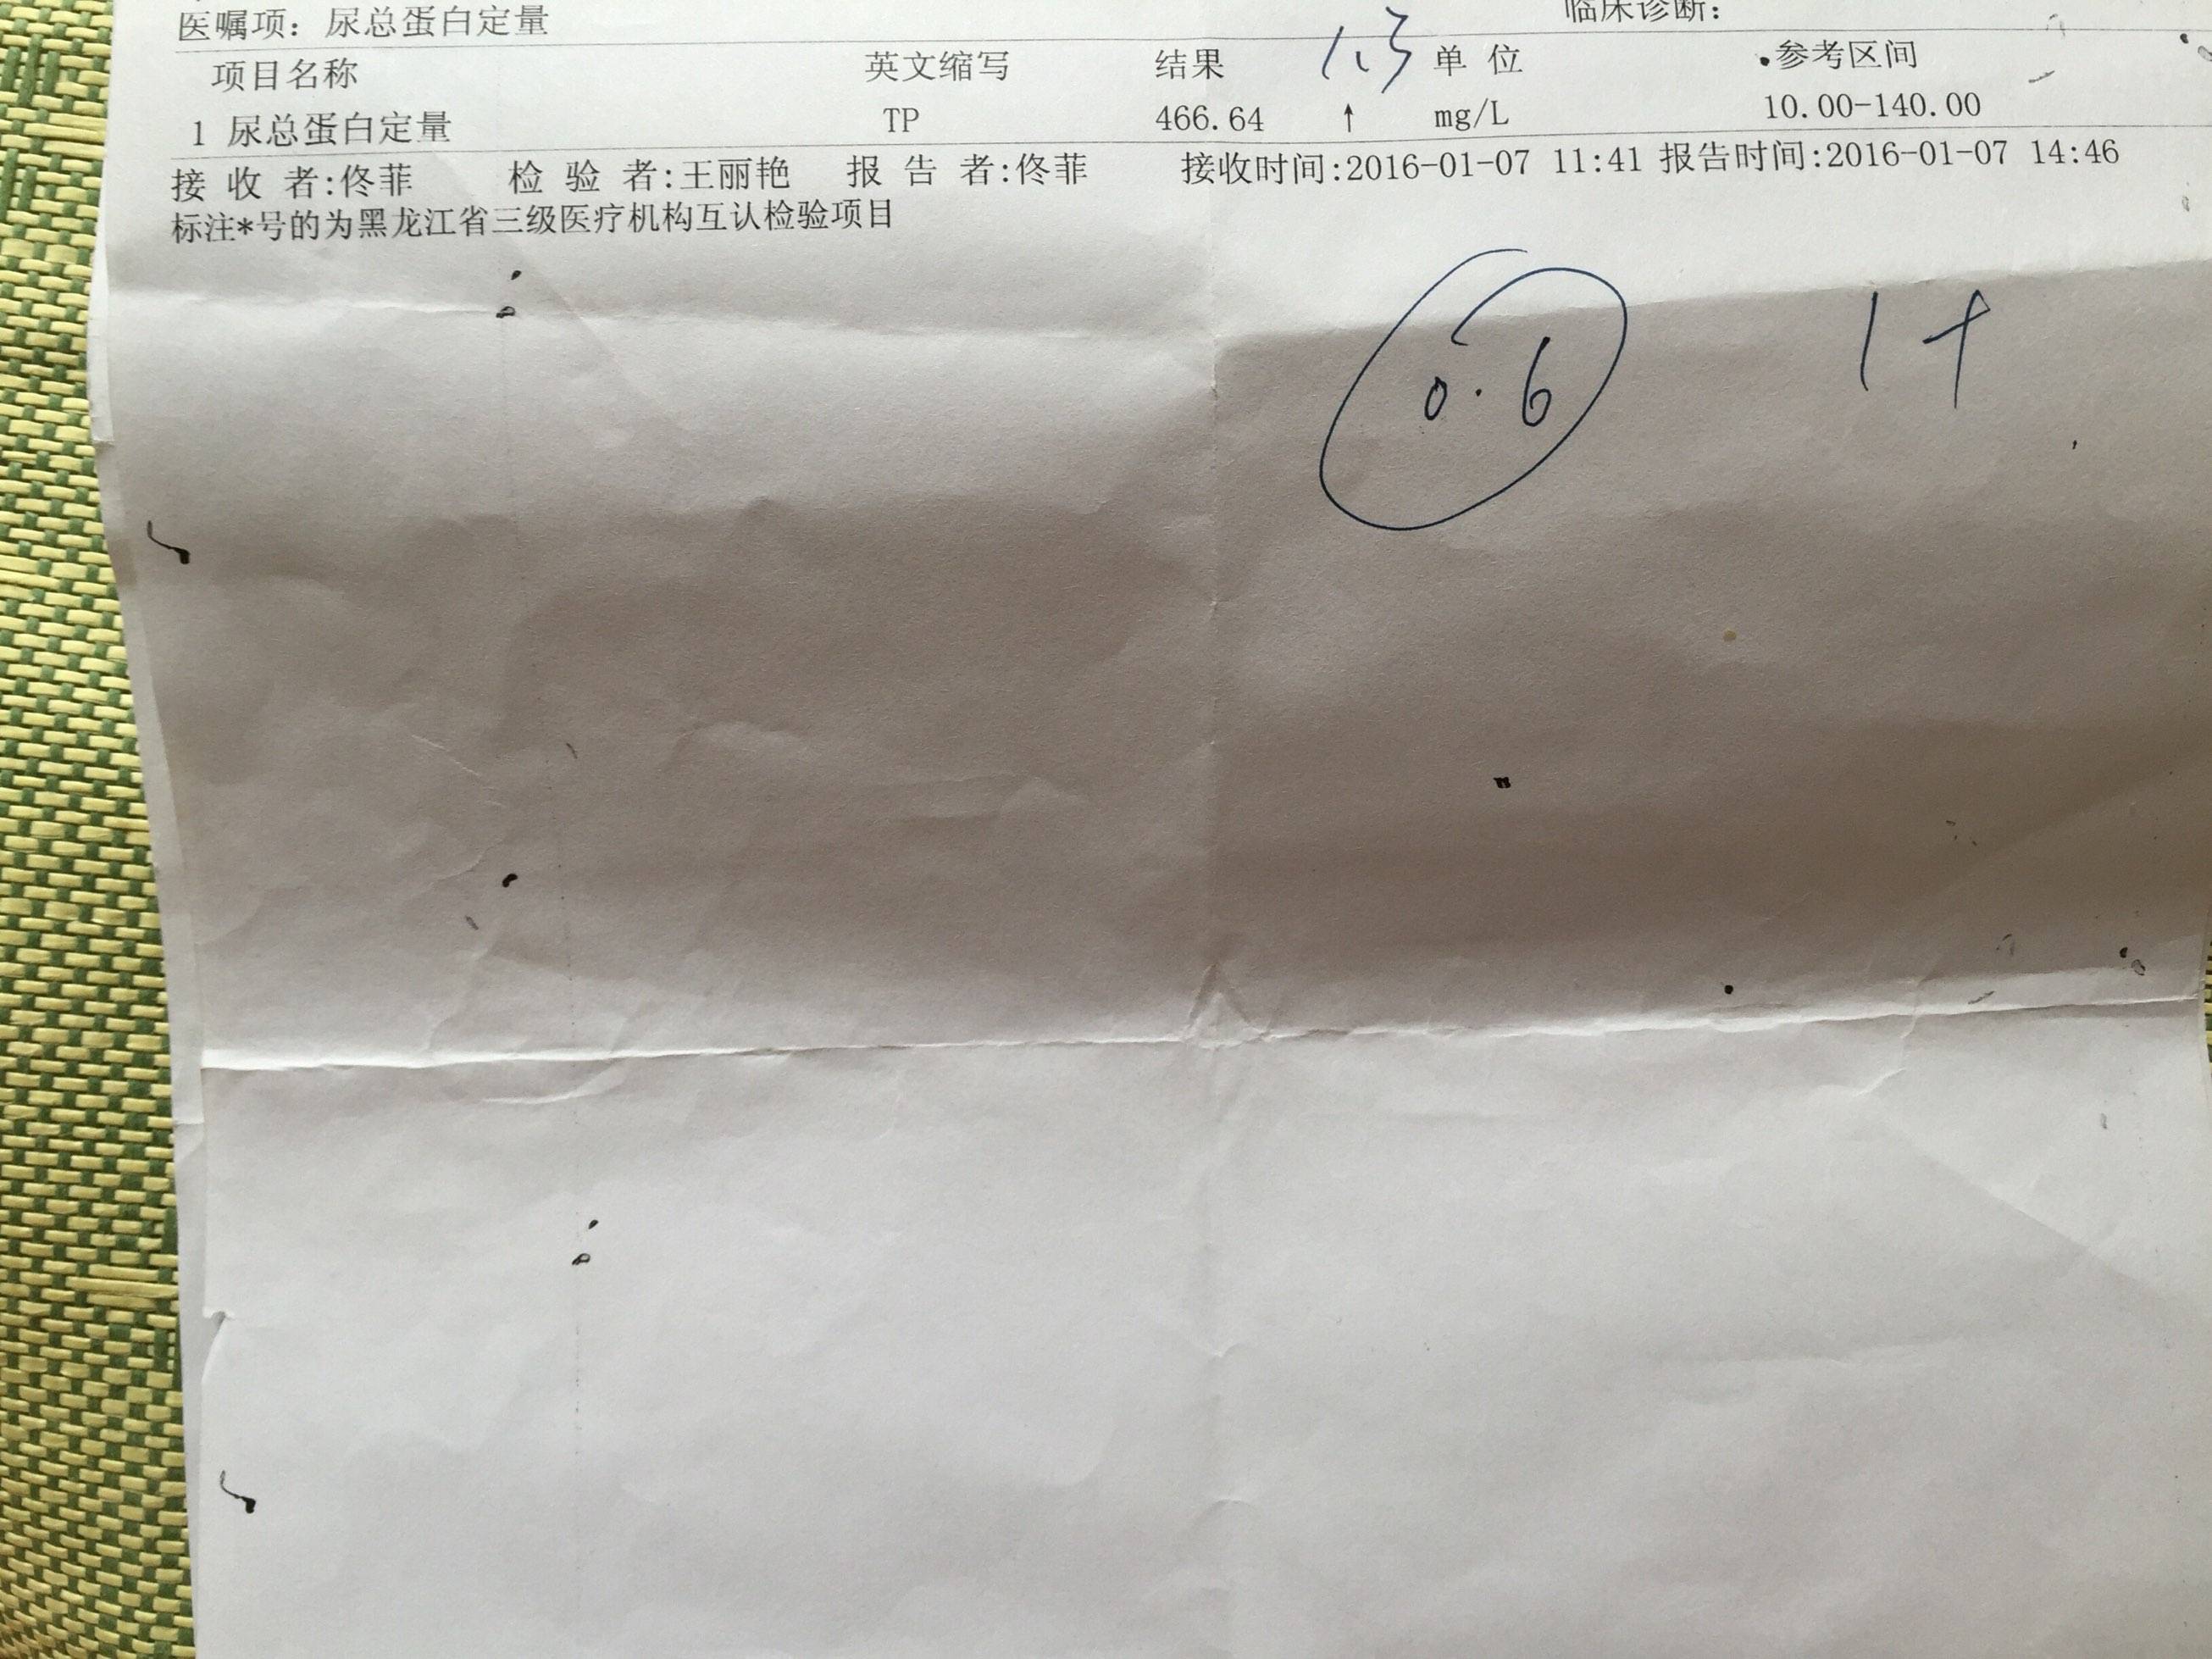 医嘱项：尿总蛋白定量 临床诊断：
项目名称 英文缩写 结果 1.3 单 位 参考区间
1 尿总蛋白定量 TP 466.64 ↑ mg/L 10.00-140.00
接 收 者:佟菲 检 验 者:王丽艳 报 告 者:佟菲 接收时间:2016-01-07 11:41 报告时间:2016-01-07 14:46
标注*号的为黑龙江省三级医疗机构互认检验项目
0.6 1+